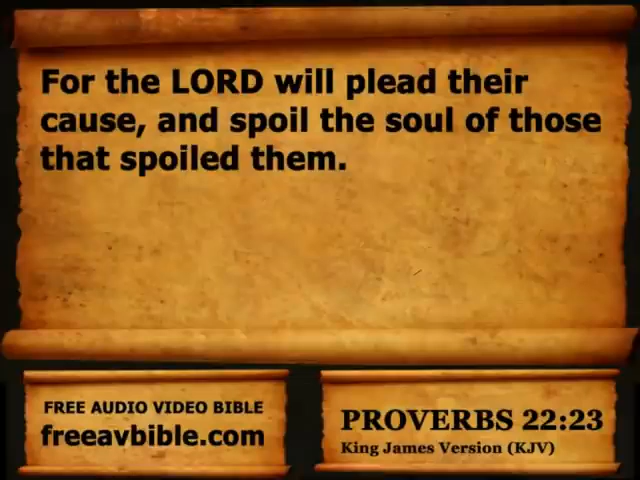 For the LORD will plead their
cause, and spoil the soul of those
that spoiled them.
FREE AUDIO VIDEO BIBLE
freeavbible.com
PROVERBS 22:23
King James Version (KJV)